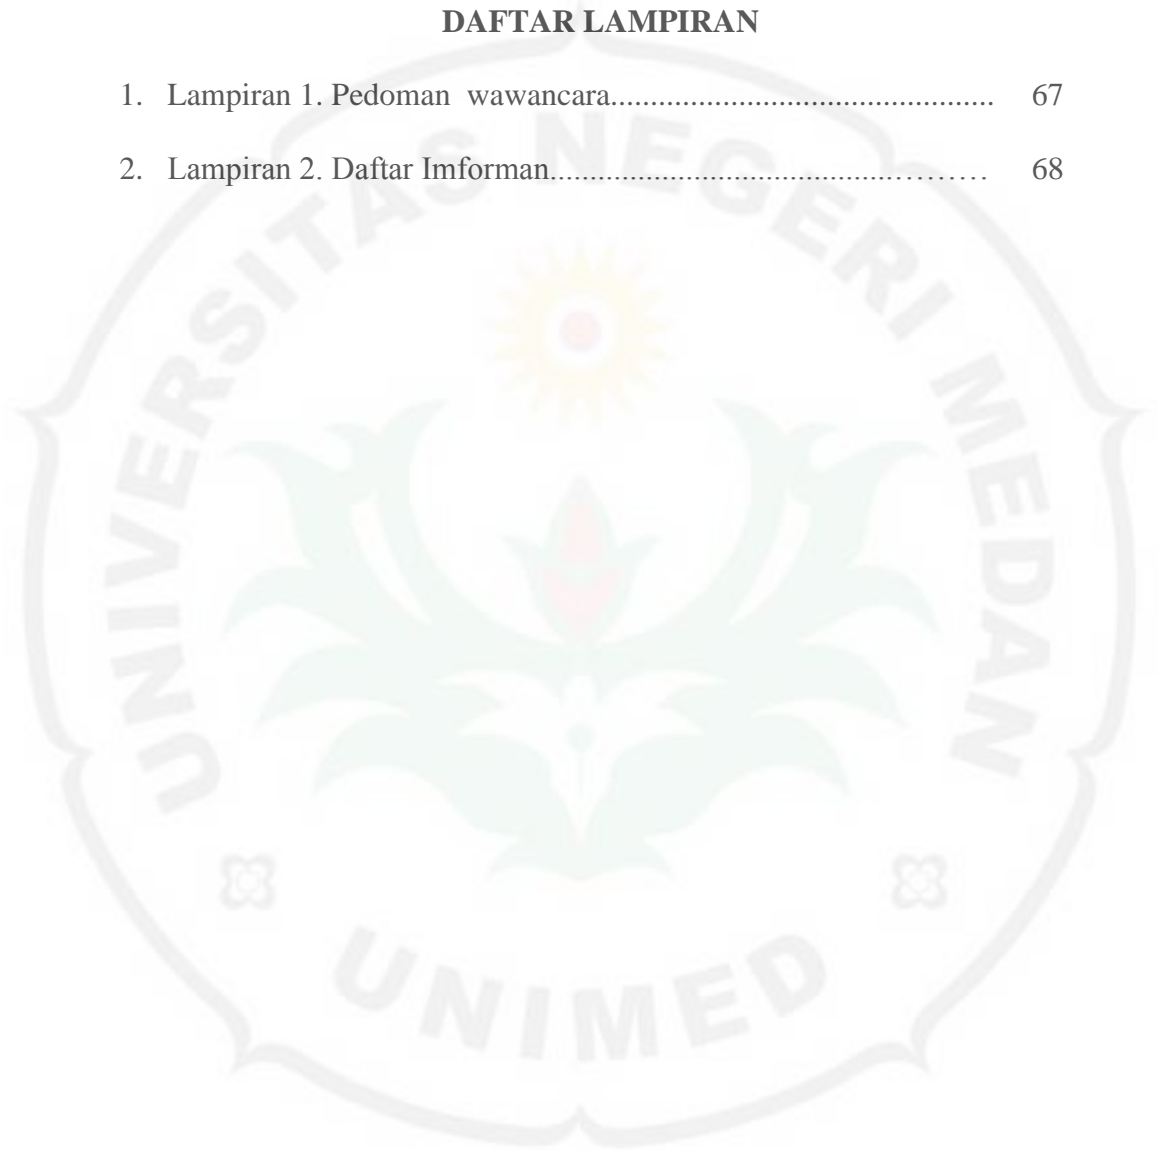 DAFTAR LAMPIRAN
1. Lampiran 1. Pedoman wawancara................................................ 67
2. Lampiran 2. Daftar Imforman...........................................……… 68
UNIVERSITAS NEGERI MEDAN
UNIMED